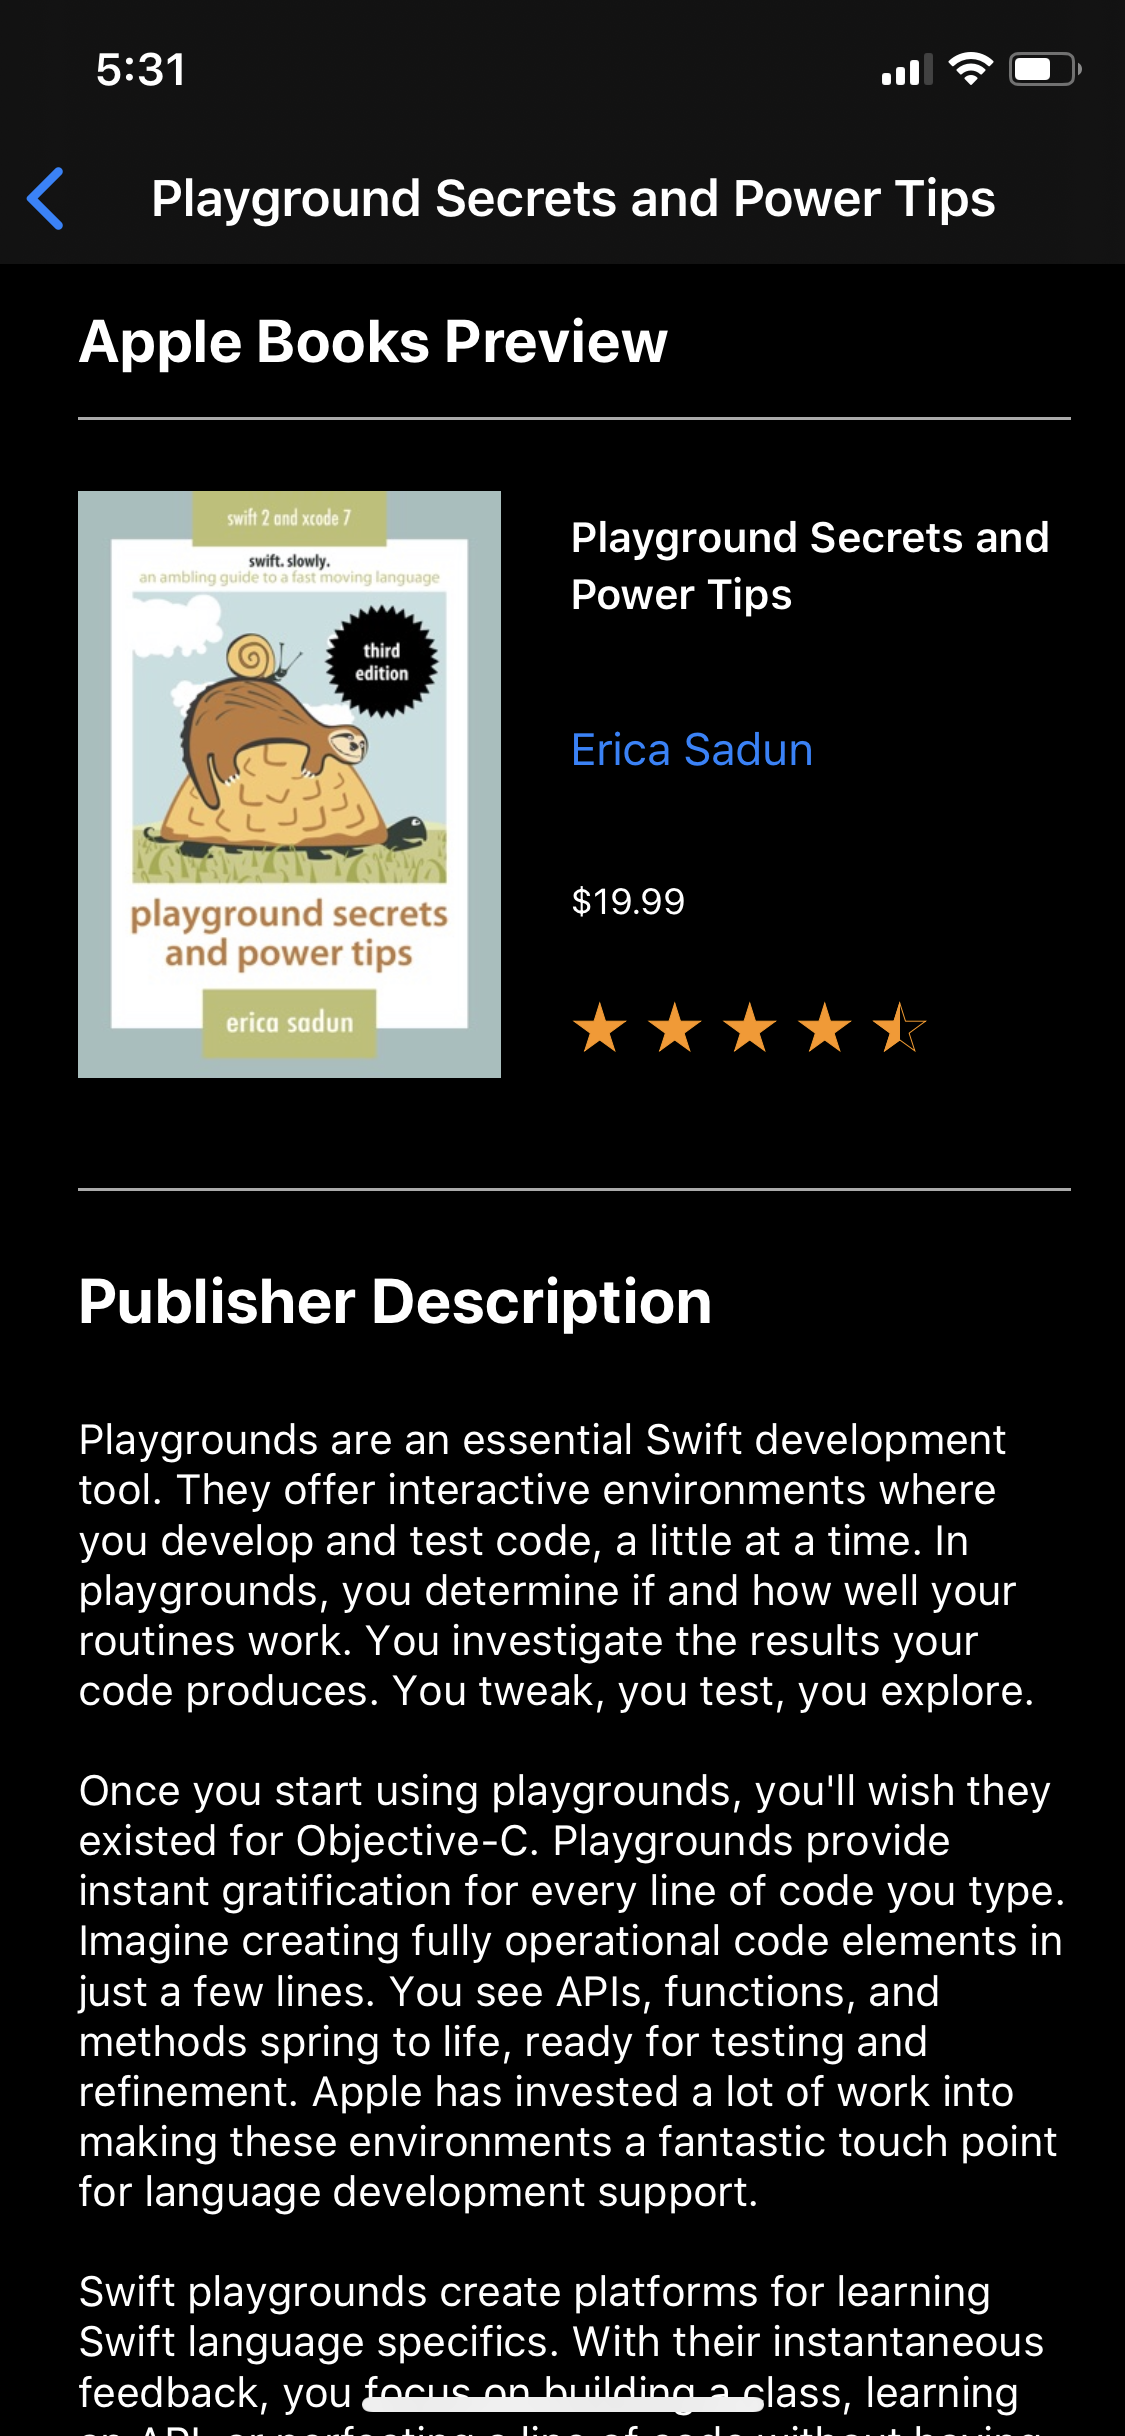 5:31
Playground Secrets and Power Tips
Apple Books Preview
swift 2 and xcode 7
swift. slowly.
an ambling guide to a fast moving language
third
edition
playground secrets
and power tips
erica sadun
Playground Secrets and
Power Tips
Erica Sadun
$19.99
Publisher Description
Playgrounds are an essential Swift development
tool. They offer interactive environments where
you develop and test code, a little at a time. In
playgrounds, you determine if and how well your
routines work. You investigate the results your
code produces. You tweak, you test, you explore.
Once you start using playgrounds, you'll wish they
existed for Objective-C. Playgrounds provide
instant gratification for every line of code you type.
Imagine creating fully operational code elements in
just a few lines. You see APIs, functions, and
methods spring to life, ready for testing and
refinement. Apple has invested a lot of work into
making these environments a fantastic touch point
for language development support.
Swift playgrounds create platforms for learning
Swift language specifics. With their instantaneous
feedback, you focus on building a class, learning
an API, or perfecting a line of code without having